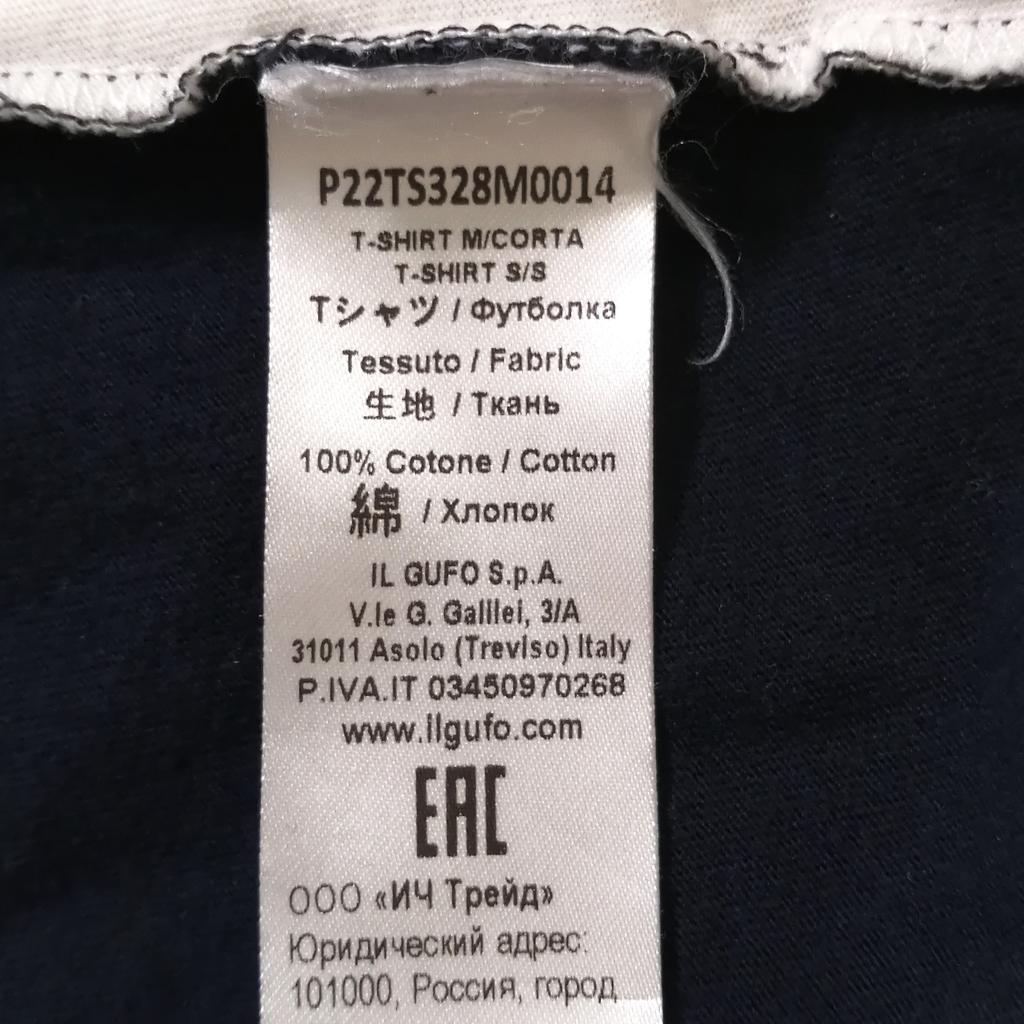 P22TS328M0014
T-SHIRT M/CORTA
T-SHIRT S/S
Tシャツ / Футболка
Tessuto / Fabric
生地 / Ткань
100% Cotone / Cotton
綿 / Хлопок
IL GUFO S.p.A.
V.le G. Galilei, 3/A
31011 Asolo (Treviso) Italy
P.IVA.IT 03450970268
www.ilgufo.com
EAC
ООО «ИЧ Трейд»
Юридический адрес:
101000, Россия, город